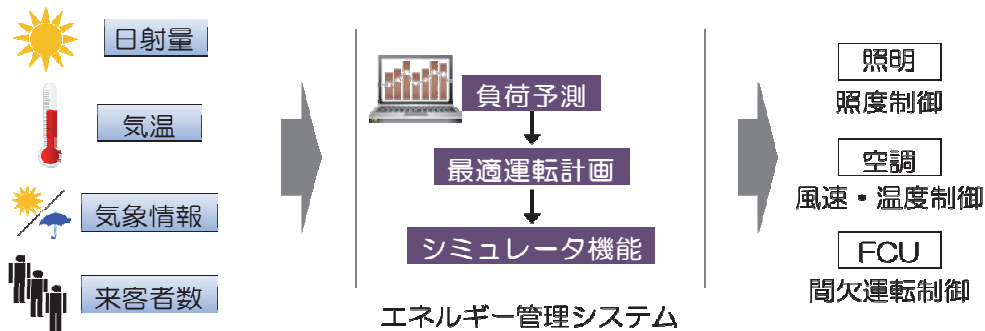 日射量
気温
気象情報
来客者数
負荷予測
最適運転計画
シミュレータ機能
エネルギー管理システム
照明
照度制御
空調
風速・温度制御
FCU
間欠運転制御